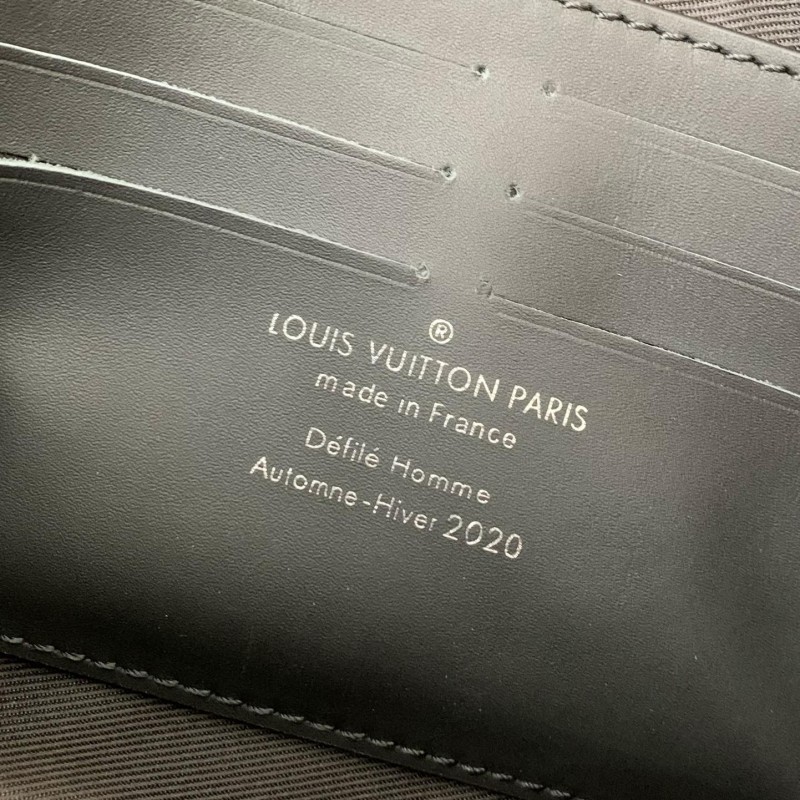 ®
LOUIS VUITTON PARIS
made in France
Défilé Homme
Automne-Hiver 2020